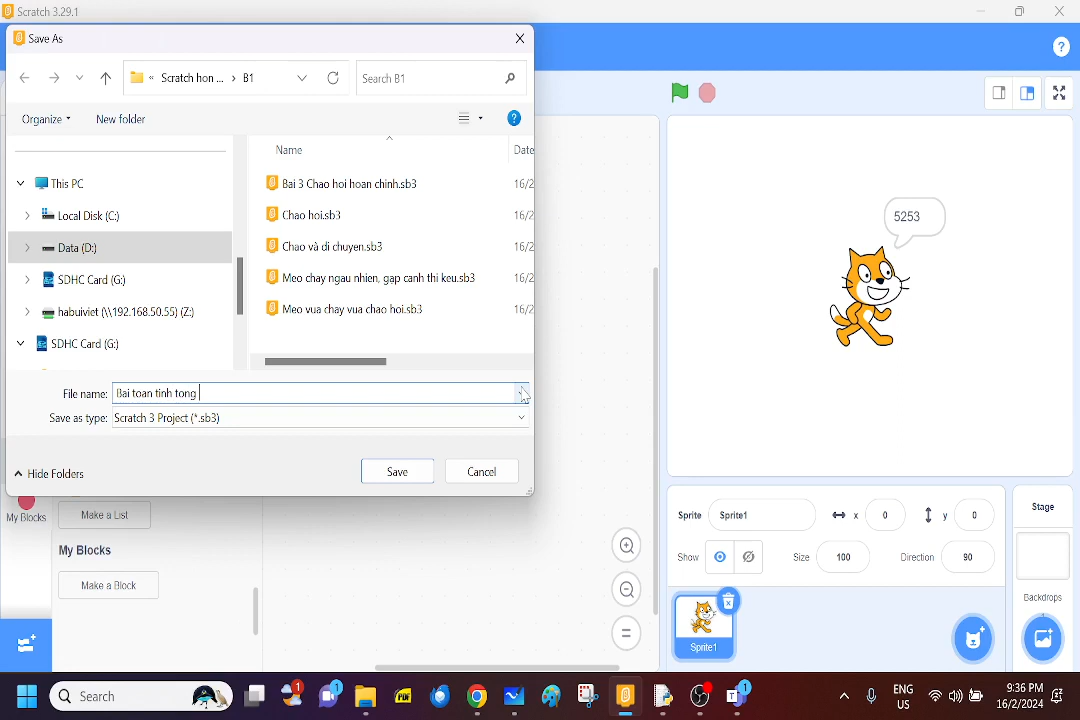 Scratch 3.29.1
Save As
« Scratch hon ... > B1
Search B1
Organize
New folder
Name
Date
This PC
Local Disk (C:)
Data (D:)
SDHC Card (G:)
habuiviet (\\192.168.50.55) (Z:)
SDHC Card (G:)
Bai 3 Chao hoi hoan chinh.sb3
16/2
Chao hoi.sb3
16/2
Chao và di chuyen.sb3
16/2
Meo chay ngau nhien, gap canh thi keu.sb3
16/2
Meo vua chay vua chao hoi.sb3
16/2
File name: Bai toan tinh tong
Save as type: Scratch 3 Project (*.sb3)
Hide Folders
Save
Cancel
5253
My Blocks
Make a List
My Blocks
Make a Block
Sprite Sprite1 x 0 y 0
Show Size 100 Direction 90
Sprite1
Stage
Backdrops
Search
1
1
PDF
1
ENG
US
9:36 PM
16/2/2024